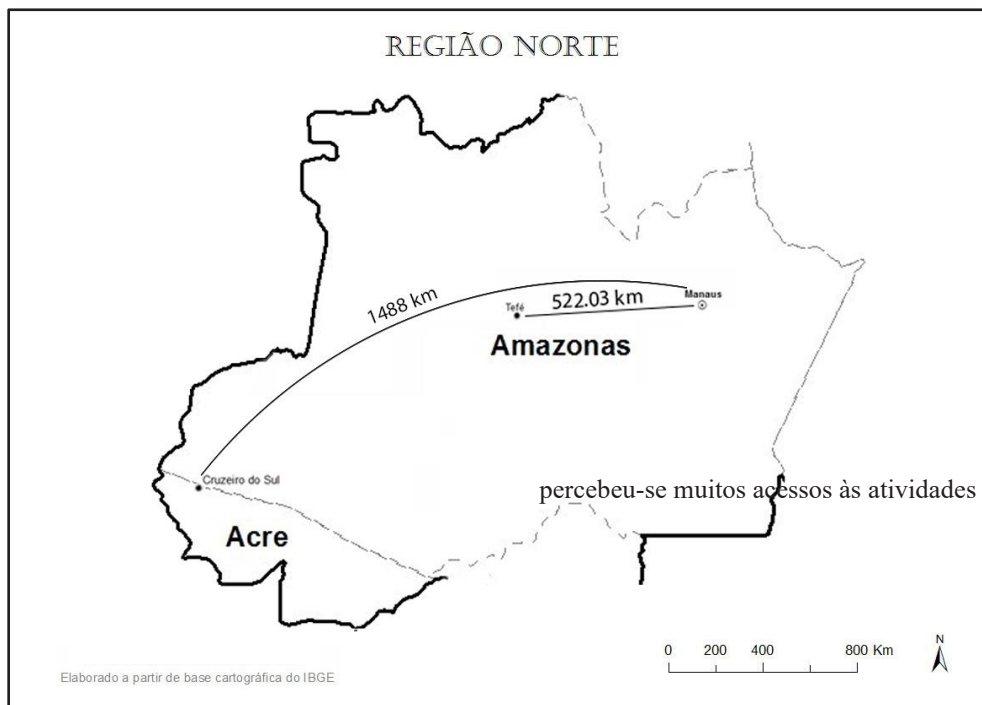 REGIÃO NORTE
1488 km
522.03 km
Manaus
Tefé
Amazonas
Cruzeiro do Sul
percebeu-se muitos acessos às atividades
Acre
0 200 400 800 Km
N
Elaborado a partir de base cartográfica do IBGE